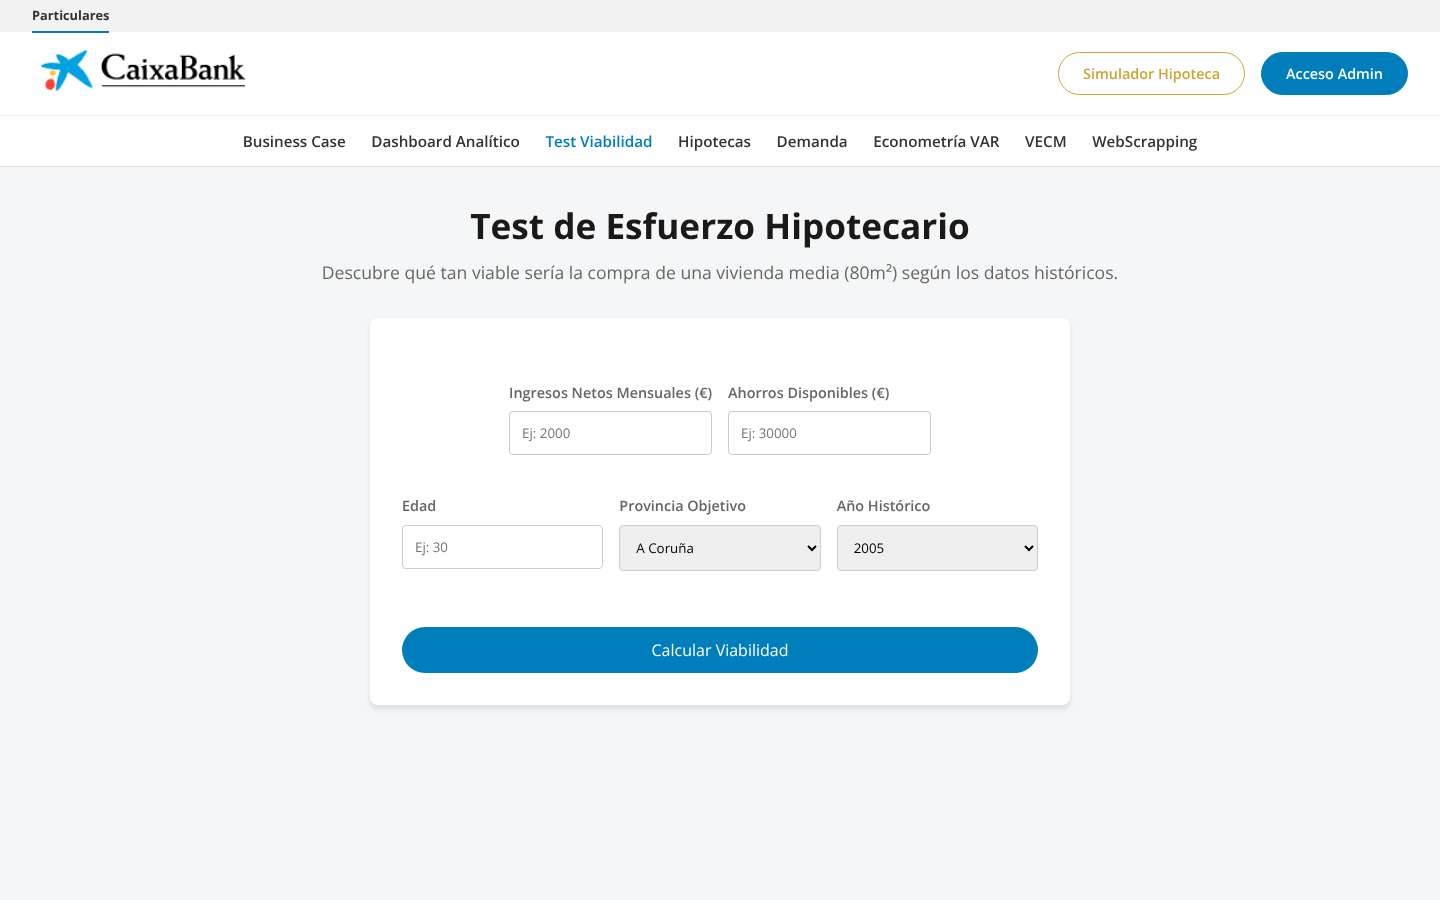 Particulares
CaixaBank
Simulador Hipoteca
Acceso Admin
Business Case Dashboard Analítico Test Viabilidad Hipotecas Demanda Econometría VAR VECM WebScrapping
Test de Esfuerzo Hipotecario
Descubre qué tan viable sería la compra de una vivienda media (80m²) según los datos históricos.
Ingresos Netos Mensuales (€) Ahorros Disponibles (€)
Ej: 2000 Ej: 30000
Edad Provincia Objetivo Año Histórico
Ej: 30 A Coruña 2005
Calcular Viabilidad